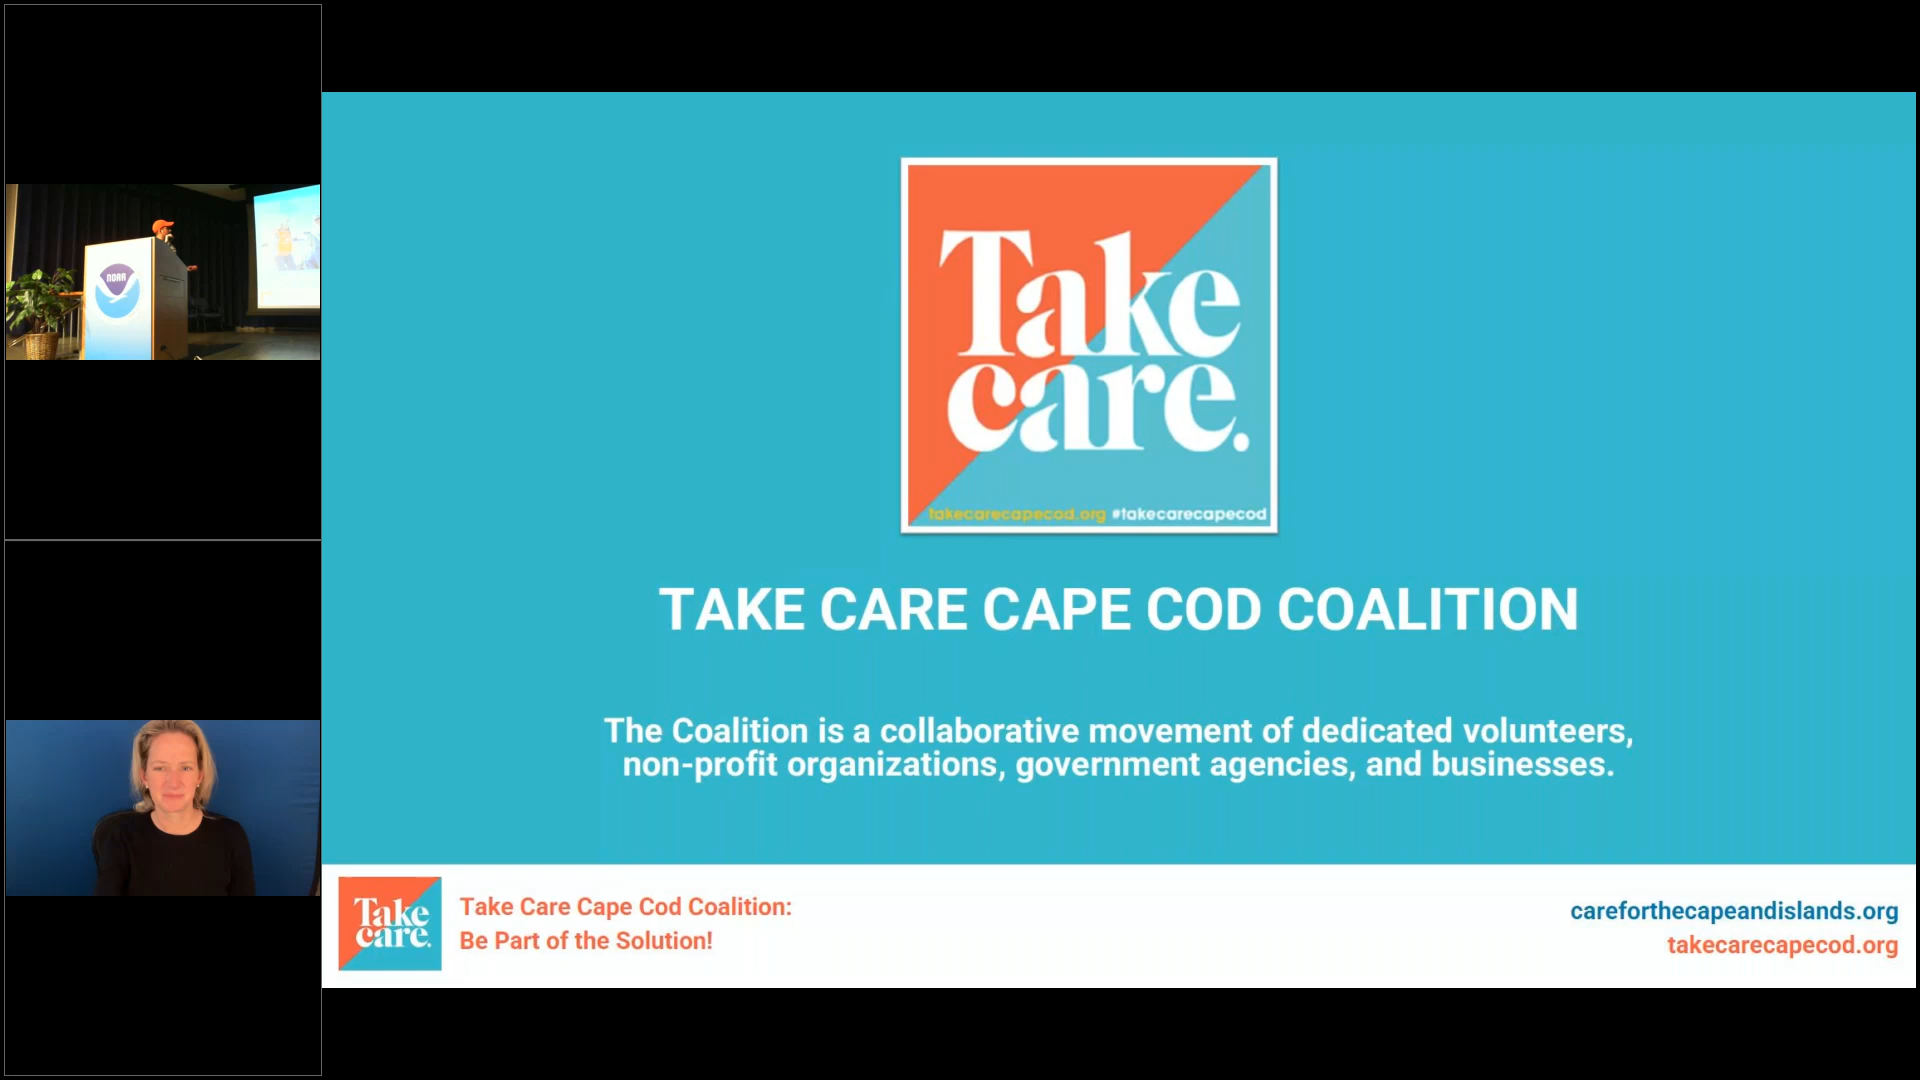 NOAA
Take
care.
takecarecapecod.org #takecarecapecod
TAKE CARE CAPE COD COALITION
The Coalition is a collaborative movement of dedicated volunteers,
non-profit organizations, government agencies, and businesses.
Take
care.
Take Care Cape Cod Coalition:
Be Part of the Solution!
careforthecapeandislands.org
takecarecapecod.org